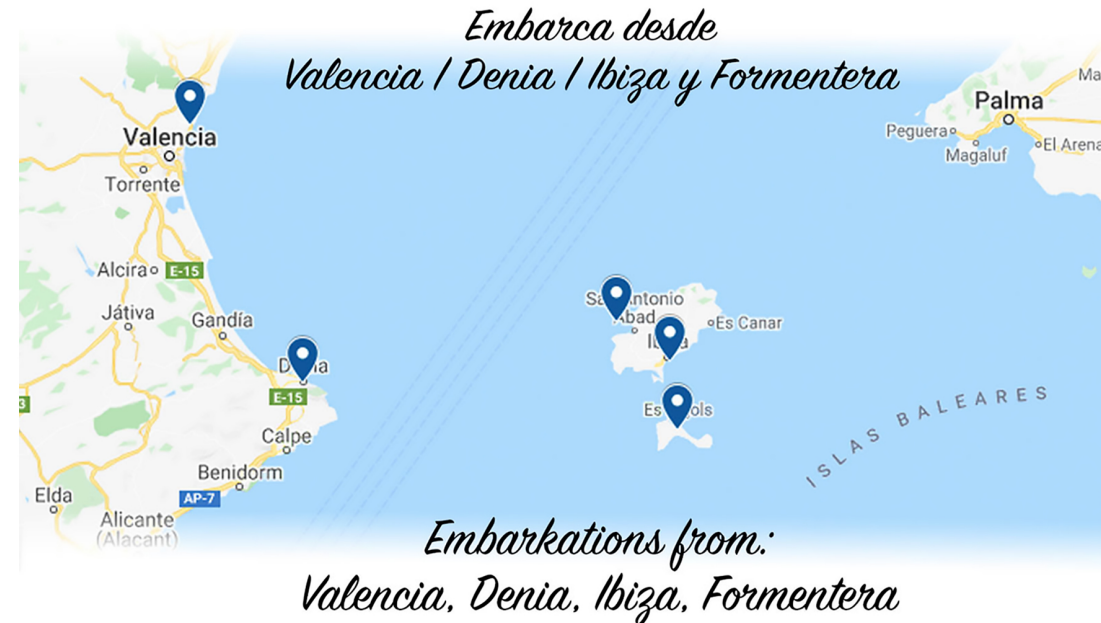 Embarca desde
Valencia / Denia / Ibiza y Formentera
Palma
Peguera
Magaluf
El Arena
Ma
Valencia
Torrente
Alcira
E-15
Játiva
Gandía
San Antonio
Abad
Es Canar
E-15
3
Calpe
Benidorm
AP-7
Elda
Alicante
(Alacant)
ISLAS BALEARES
Embarkations from:
Valencia, Denia, Ibiza, Formentera